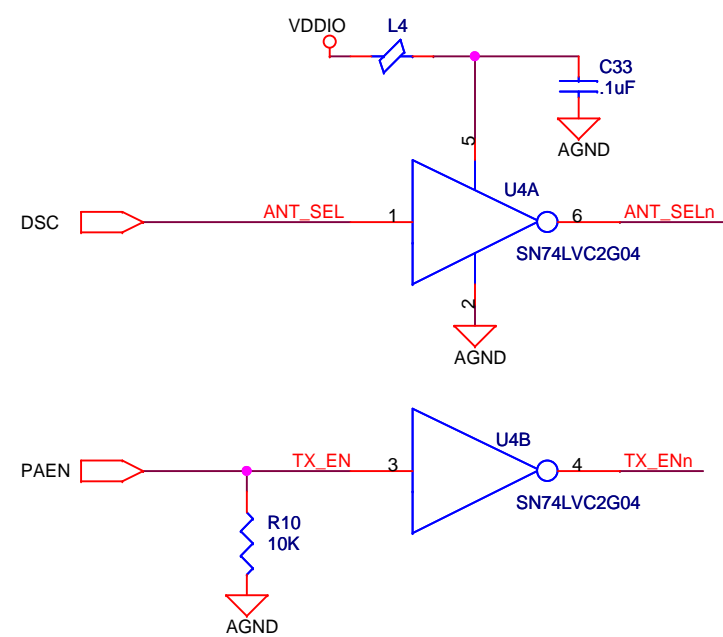 VDDIO
L4
C33
.1uF
AGND
5
U4A
DSC
ANT_SEL
1
6
ANT_SELn
SN74LVC2G04
2
AGND
U4B
PAEN
TX_EN
3
4
TX_ENn
SN74LVC2G04
R10
10K
AGND